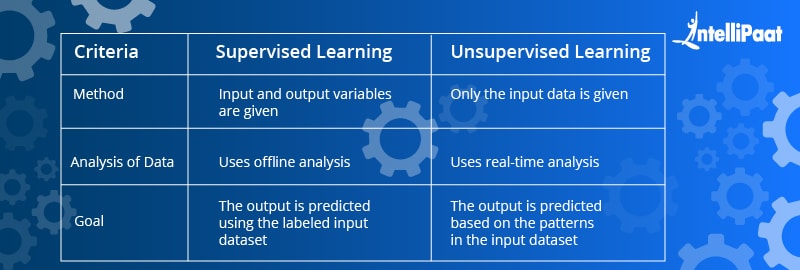 Criteria
Supervised Learning
Unsupervised Learning
IntelliPaat
Method
Input and output variables
are given
Only the input data is given
Analysis of Data
Uses offline analysis
Uses real-time analysis
Goal
The output is predicted
using the labeled input
dataset
The output is predicted
based on the patterns
in the input dataset